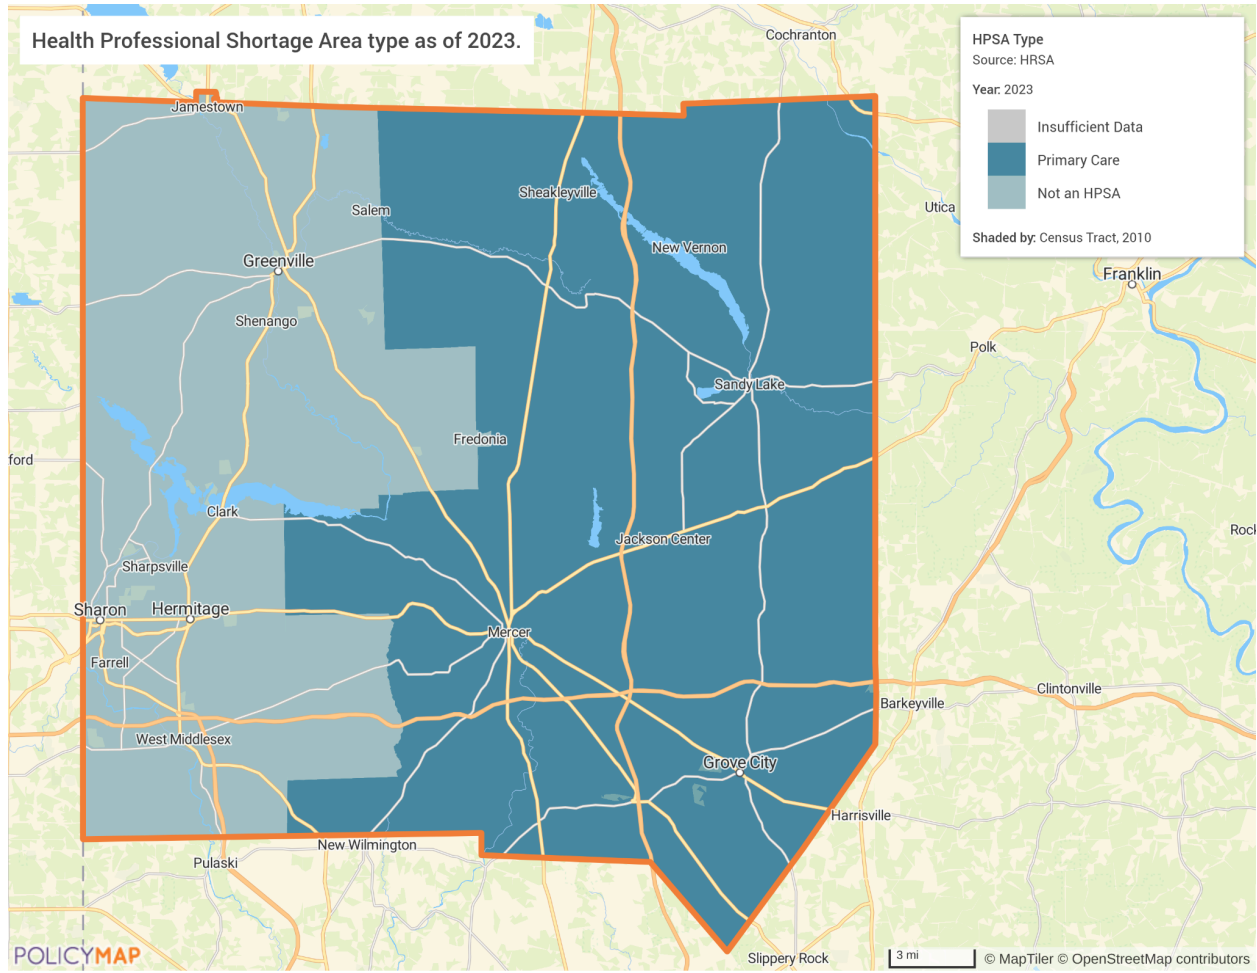 Health Professional Shortage Area type as of 2023.
HPSA Type
Source: HRSA
Year: 2023
Insufficient Data
Primary Care
Not an HPSA
Shaded by: Census Tract, 2010
Cochranton
Jamestown
Sheakleyville
Salem
Utica
New Vernon
Greenville
Franklin
Shenango
Polk
Sandy Lake
Fredonia
ford
Clark
Rock
Jackson Center
Sharpsville
Sharon
Hermitage
Mercer
Farrell
Clintonville
Barkeyville
West Middlesex
Grove City
Harrisville
New Wilmington
Pulaski
Slippery Rock
POLICYMAP
3 mi
© MapTiler © OpenStreetMap contributors